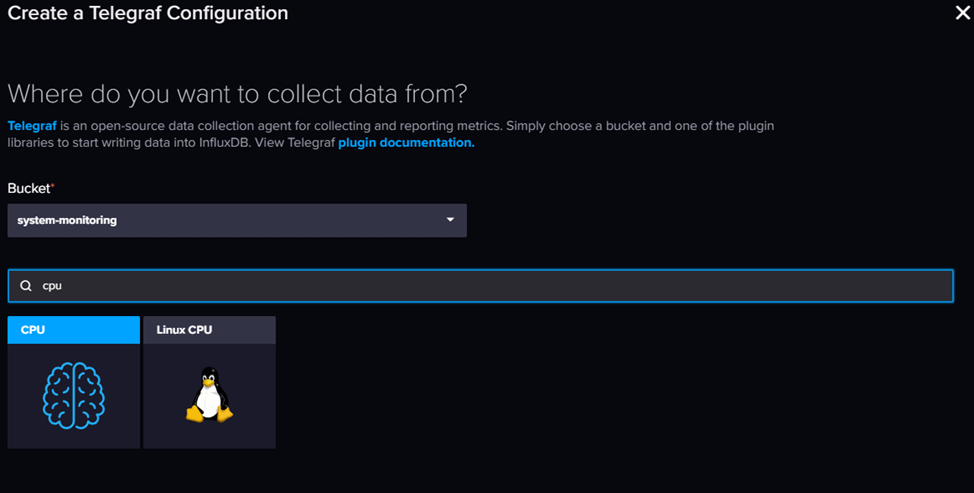 Create a Telegraf Configuration
Where do you want to collect data from?
Telegraf is an open-source data collection agent for collecting and reporting metrics. Simply choose a bucket and one of the plugin
libraries to start writing data into InfluxDB. View Telegraf plugin documentation.
Bucket*
system-monitoring
cpu
CPU
Linux CPU